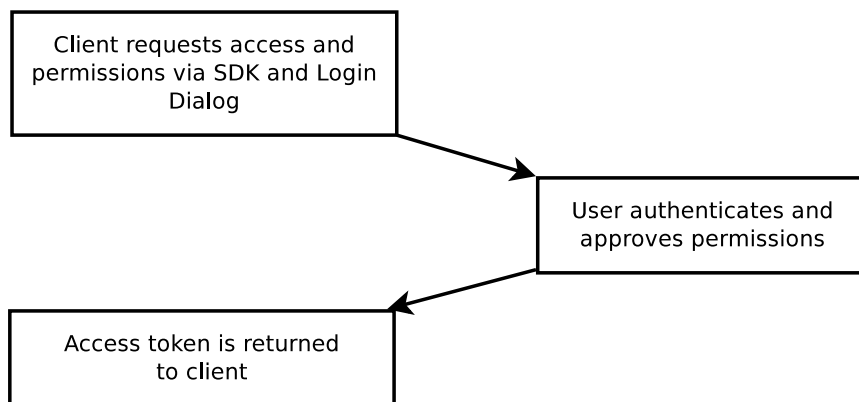 Client requests access and
permissions via SDK and Login
Dialog
User authenticates and
approves permissions
Access token is returned
to client